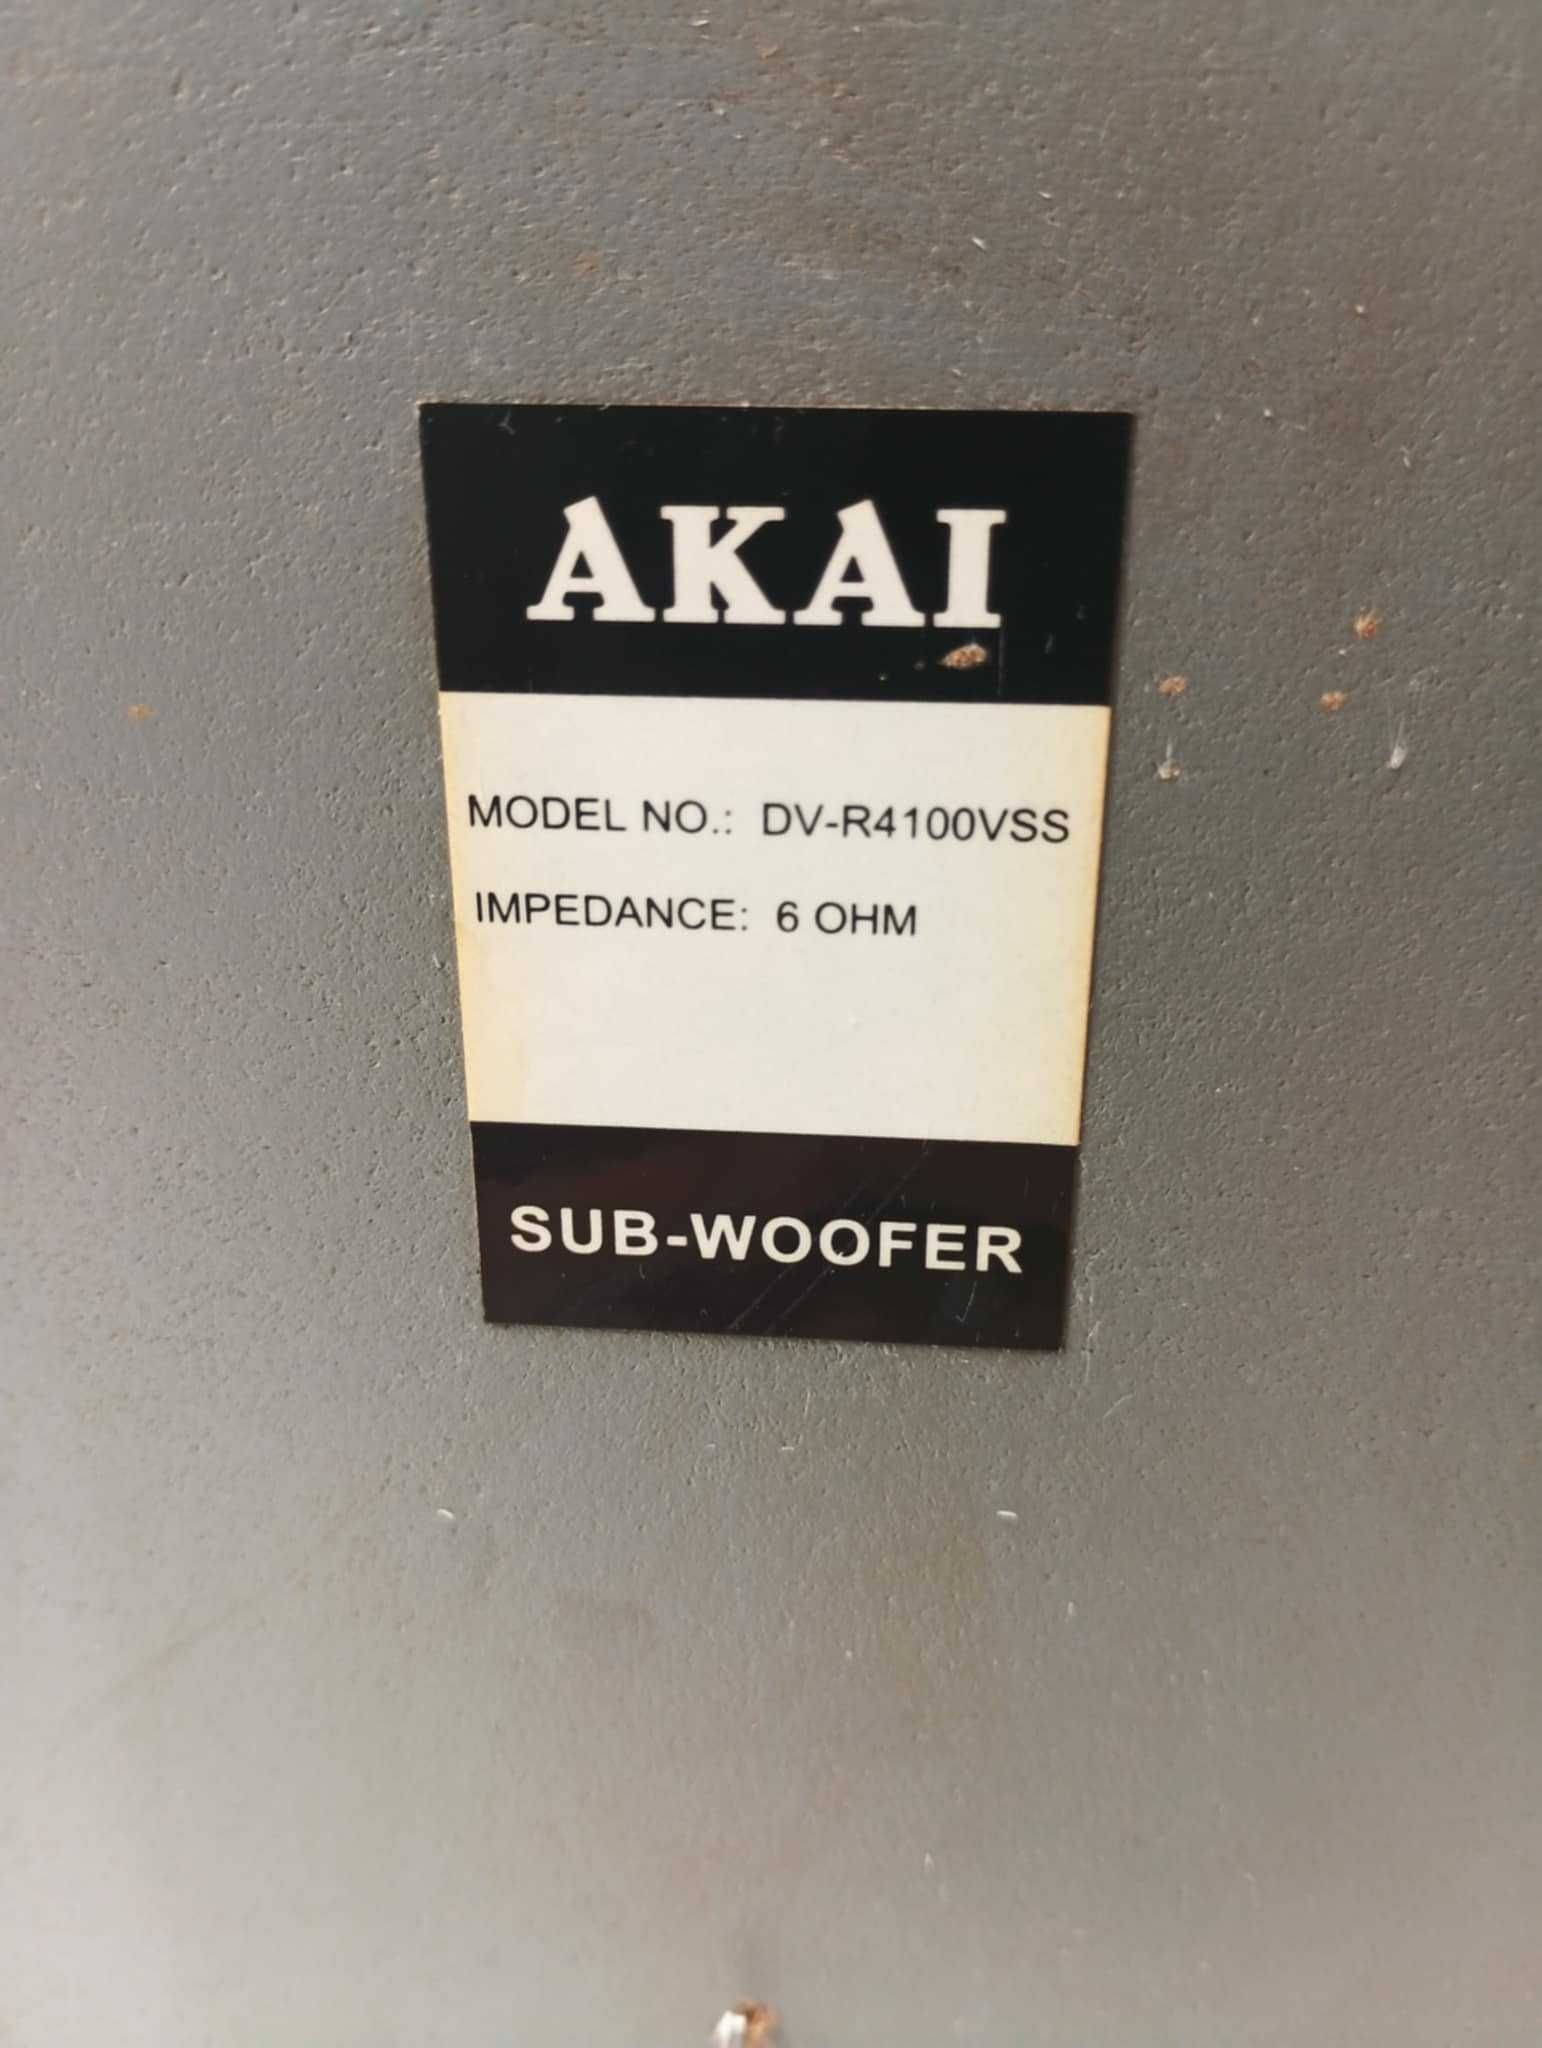 AKAI
MODEL NO.: DV-R4100VSS
IMPEDANCE: 6 OHM
SUB-WOOFER